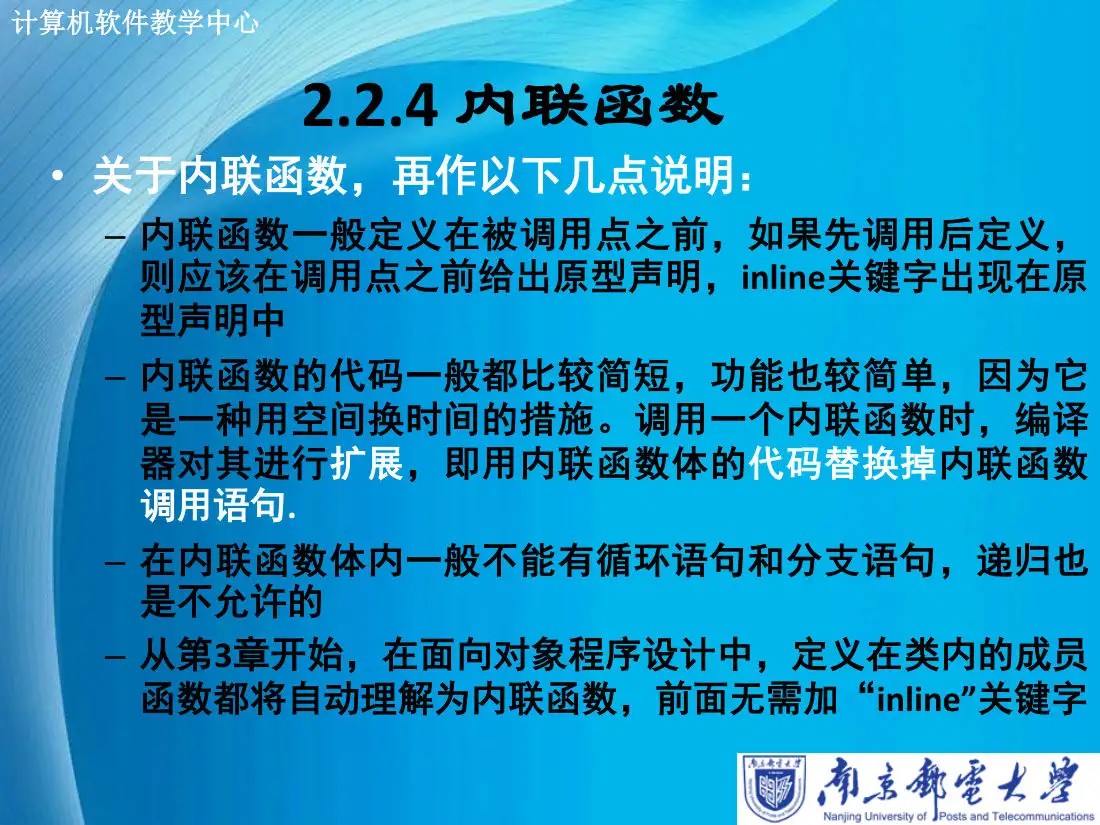 计算机软件教学中心
2.2.4 内联函数
• 关于内联函数，再作以下几点说明：
– 内联函数一般定义在被调用点之前，如果先调用后定义，
则应该在调用点之前给出原型声明，inline关键字出现在原
型声明中
– 内联函数的代码一般都比较简短，功能也较简单，因为它
是一种用空间换时间的措施。调用一个内联函数时，编译
器对其进行扩展，即用内联函数体的代码替换掉内联函数
调用语句.
– 在内联函数体内一般不能有循环语句和分支语句，递归也
是不允许的
– 从第3章开始，在面向对象程序设计中，定义在类内的成员
函数都将自动理解为内联函数，前面无需加“inline”关键字
南京郵電大學
Nanjing University of Posts and Telecommunications